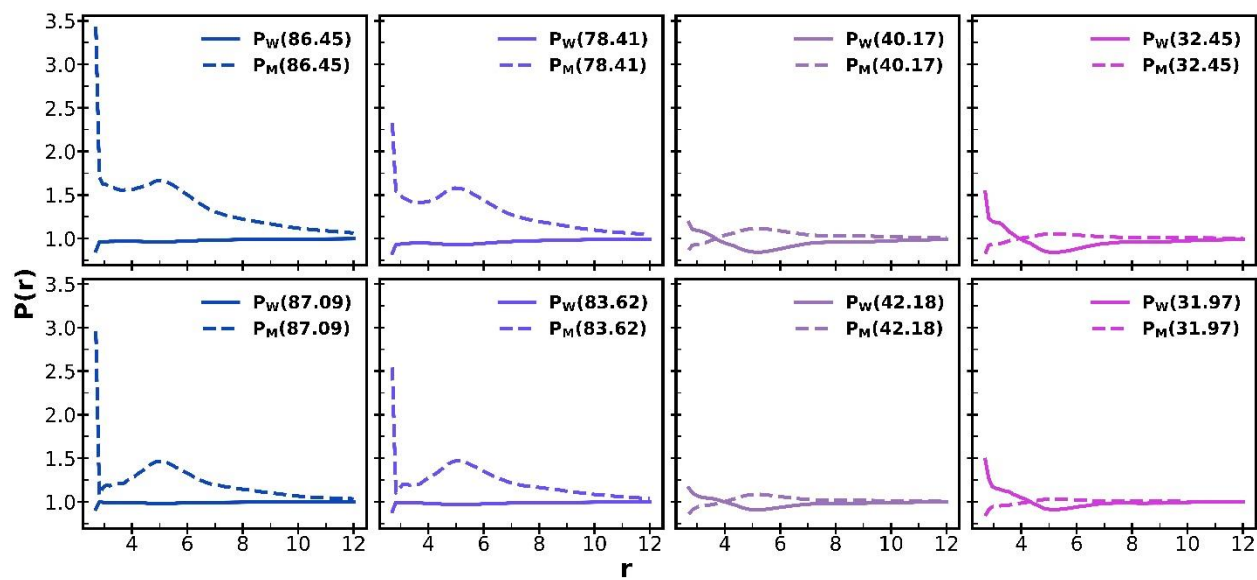 3.5
3.0
2.5
2.0
1.5
1.0
P_W(86.45)
P_M(86.45)
P_W(78.41)
P_M(78.41)
P_W(40.17)
P_M(40.17)
P_W(32.45)
P_M(32.45)
P(r)
3.5
3.0
2.5
2.0
1.5
1.0
P_W(87.09)
P_M(87.09)
P_W(83.62)
P_M(83.62)
P_W(42.18)
P_M(42.18)
P_W(31.97)
P_M(31.97)
4 6 8 10 12
4 6 8 10 12
4 6 8 10 12
4 6 8 10 12
r